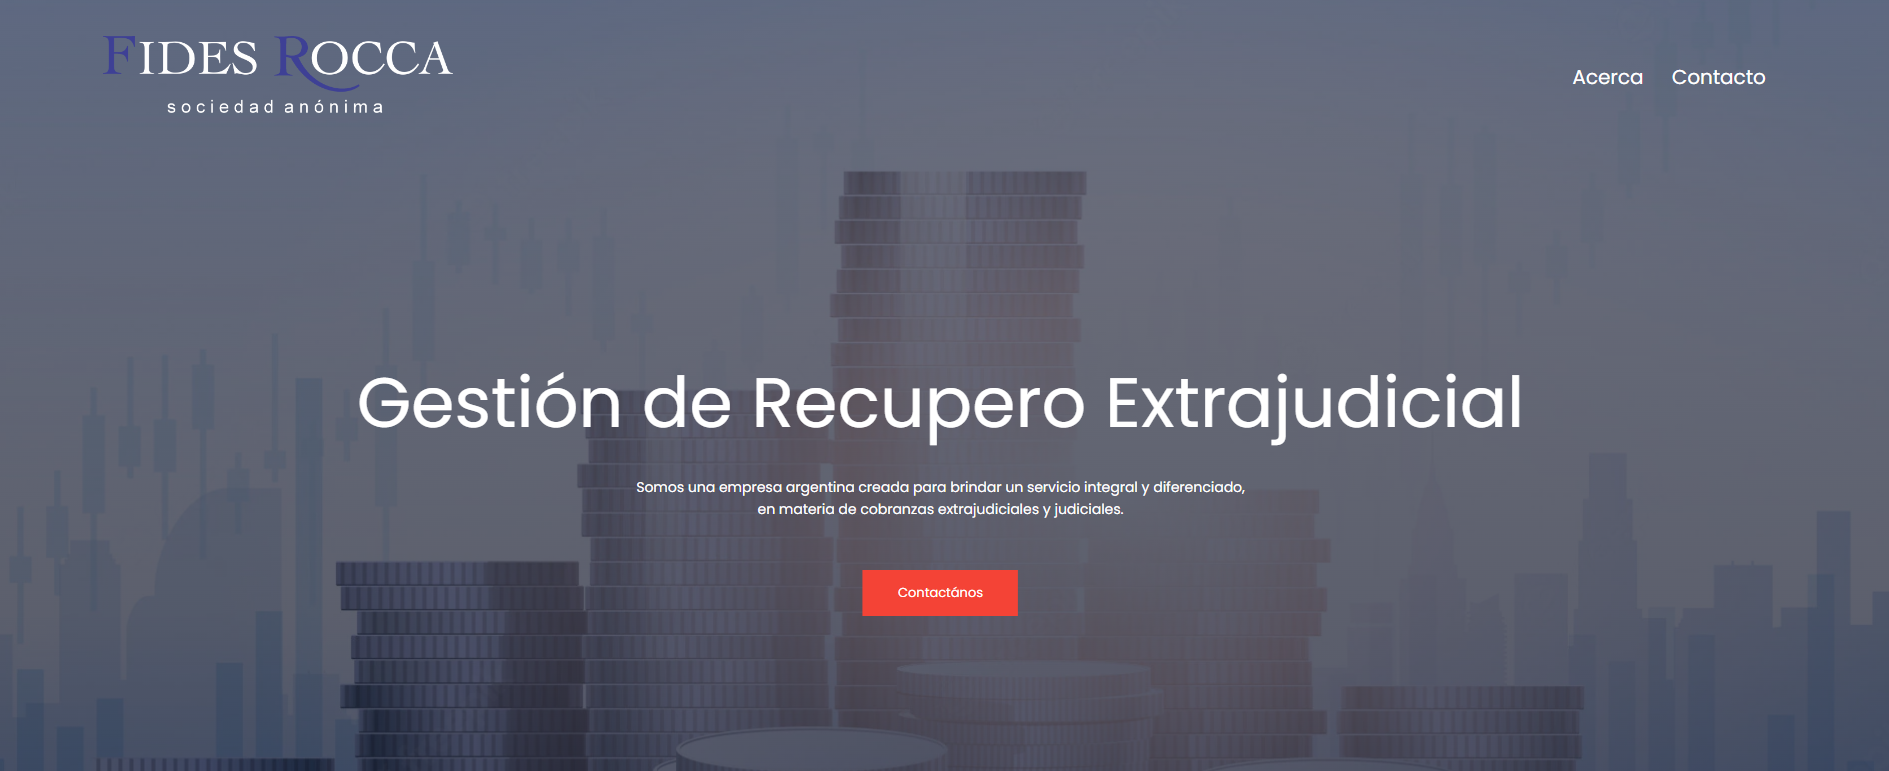 FIDES ROCCA
sociedad anónima
Acerca
Contacto
Gestión de Recupero Extrajudicial
Somos una empresa argentina creada para brindar un servicio integral y diferenciado,
en materia de cobranzas extrajudiciales y judiciales.
Contactános